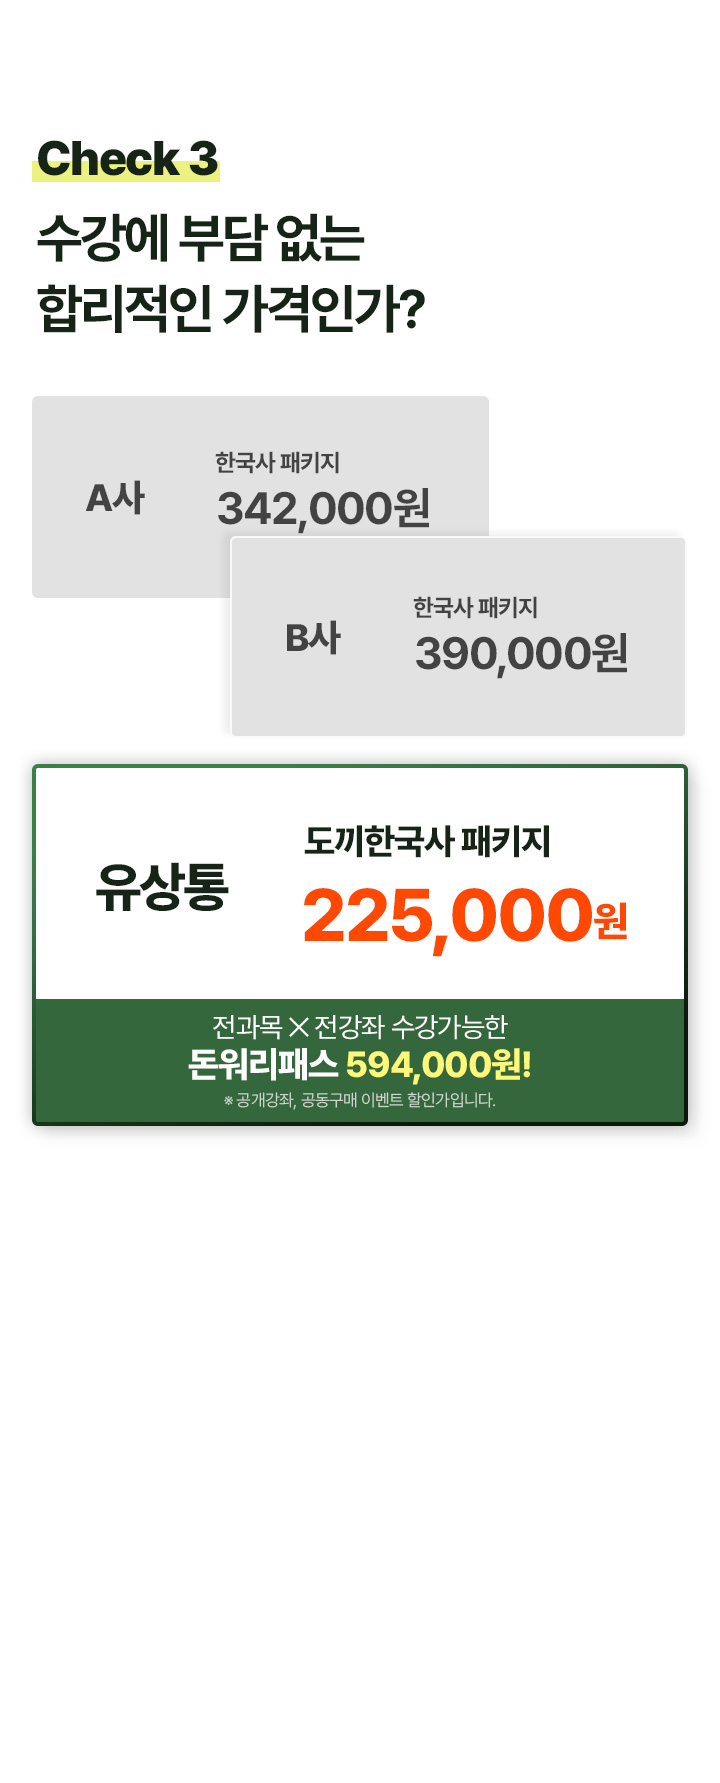 Check 3
수강에 부담 없는
합리적인 가격인가?
A사
한국사 패키지
342,000원
B사
한국사 패키지
390,000원
유상통
도끼한국사 패키지
225,000원
전과목 × 전강좌 수강가능한
돈워리패스 594,000원!
※ 공개강좌, 공동구매 이벤트 할인가입니다.